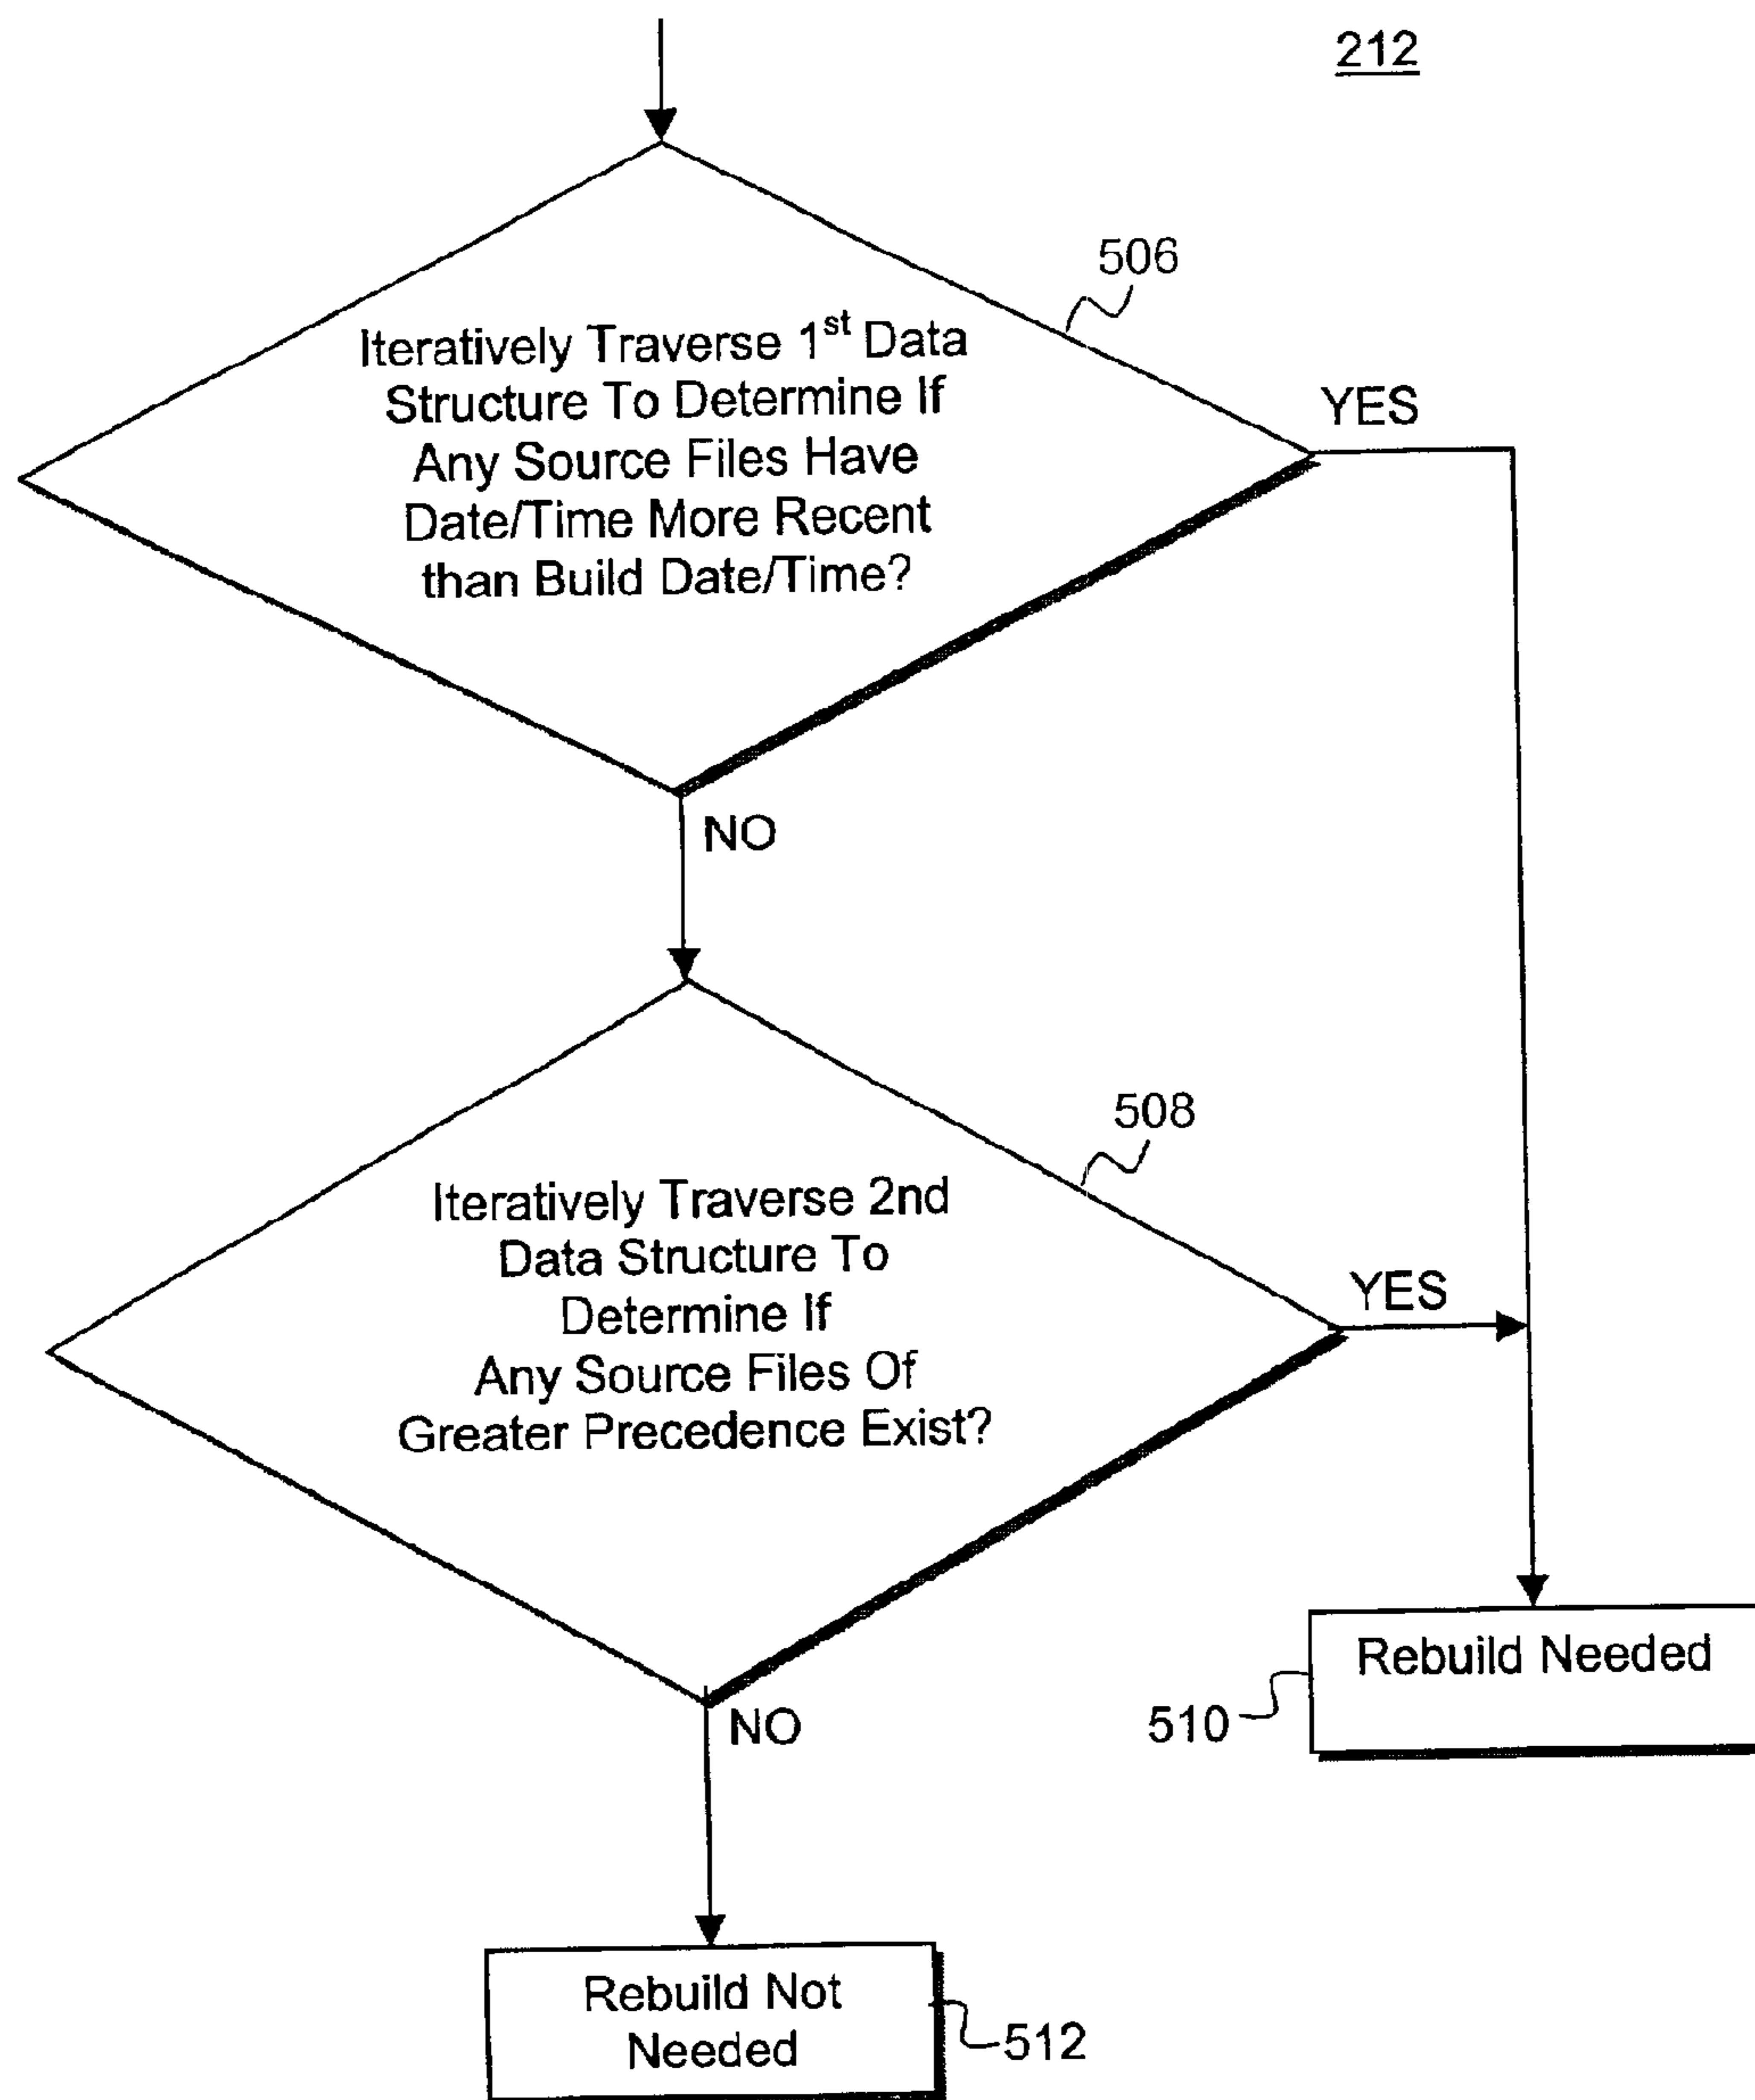 212
506
Iteratively Traverse 1st Data
Structure To Determine If
Any Source Files Have
Date/Time More Recent
than Build Date/Time?
YES
NO
508
Iteratively Traverse 2nd
Data Structure To
Determine If
Any Source Files Of
Greater Precedence Exist?
YES
NO
Rebuild Needed
510
Rebuild Not
Needed
512